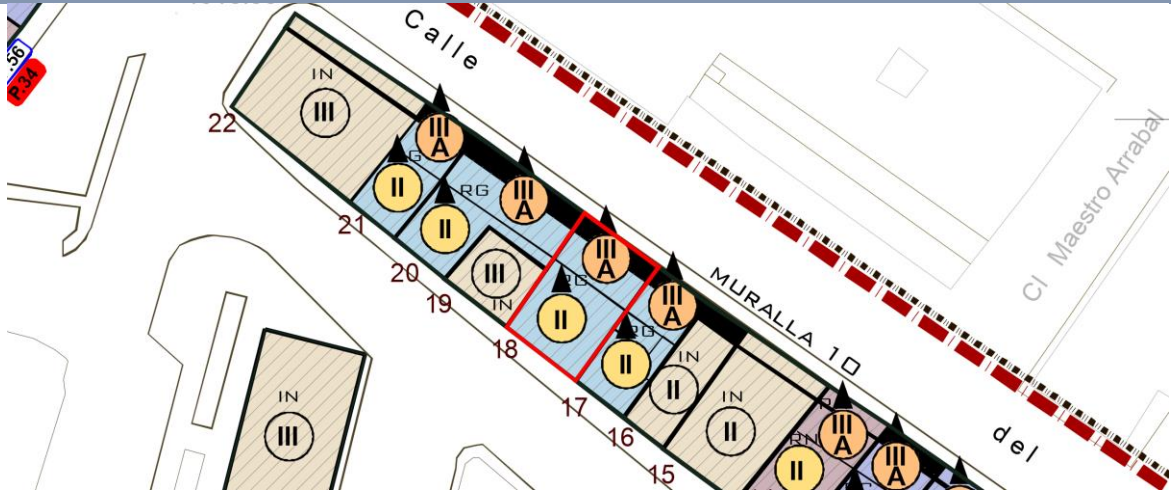 .56
P.34
Calle
IN
III
22
III
A
II
21
RG
III
A
II
20
III
IN
19
III
A
RG
II
18
III
A
RG
II
17
MURALLA 10
IN
II
16
IN
II
15
III
A
RN
II
III
A
del
Cl Maestro Arrabal
IN
III